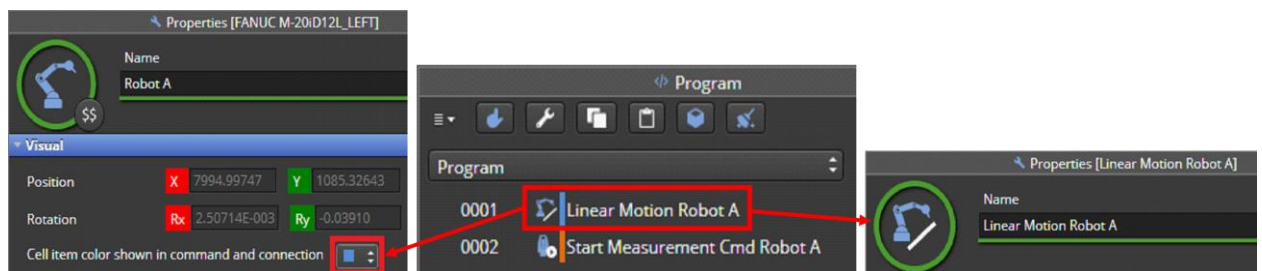 Properties [FANUC M-20iD12L_LEFT]
Name
Robot A
$$
Visual
Position X 7994.99747 Y 1085.32643
Rotation Rx 2.50714E-003 Ry -0.03910
Cell item color shown in command and connection
</> Program
Program
0001 Linear Motion Robot A
0002 Start Measurement Cmd Robot A
Properties [Linear Motion Robot A]
Name
Linear Motion Robot A